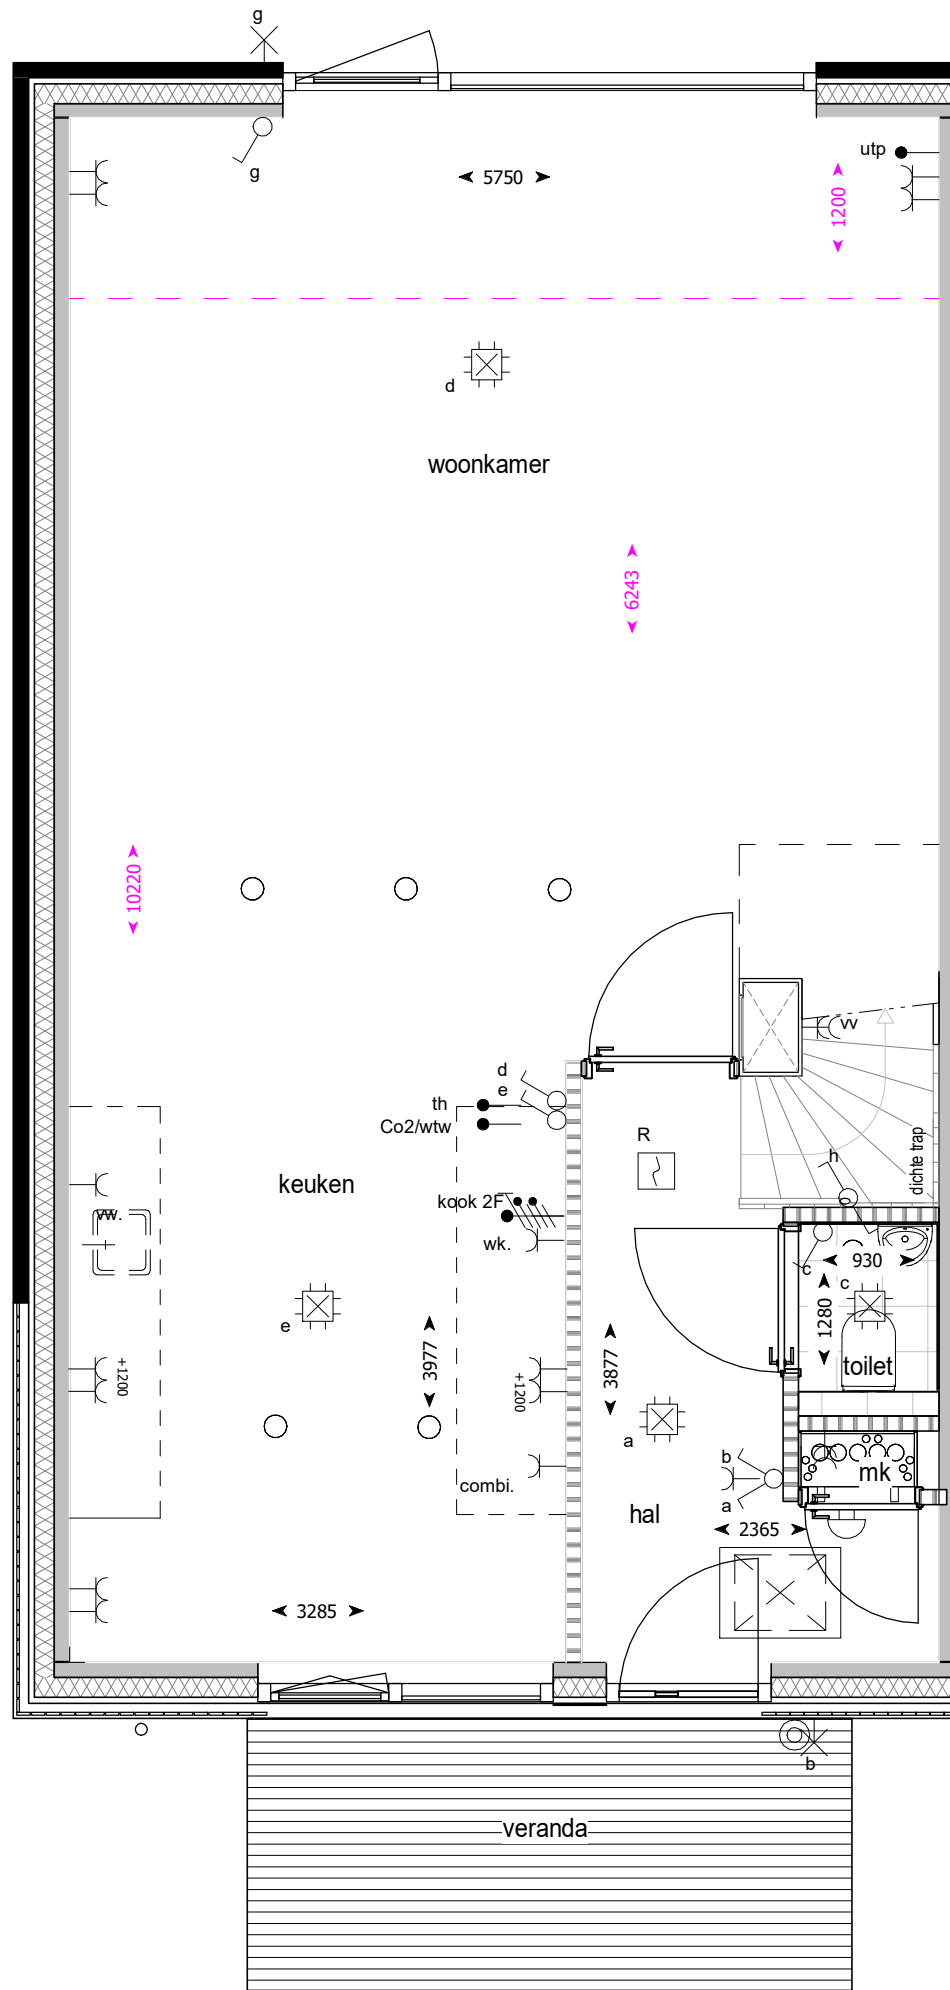 g
g
5750
utp
1200
d
woonkamer
6243
10220
vv
d
e
th
Co2/wtw
R
h
dichte trap
keuken
kook 2F
vw.
wk.
c
930
c
1280
e
3977
+1200
+1200
3877
toilet
a
b
combi.
mk
a
hal
2365
3285
b
veranda